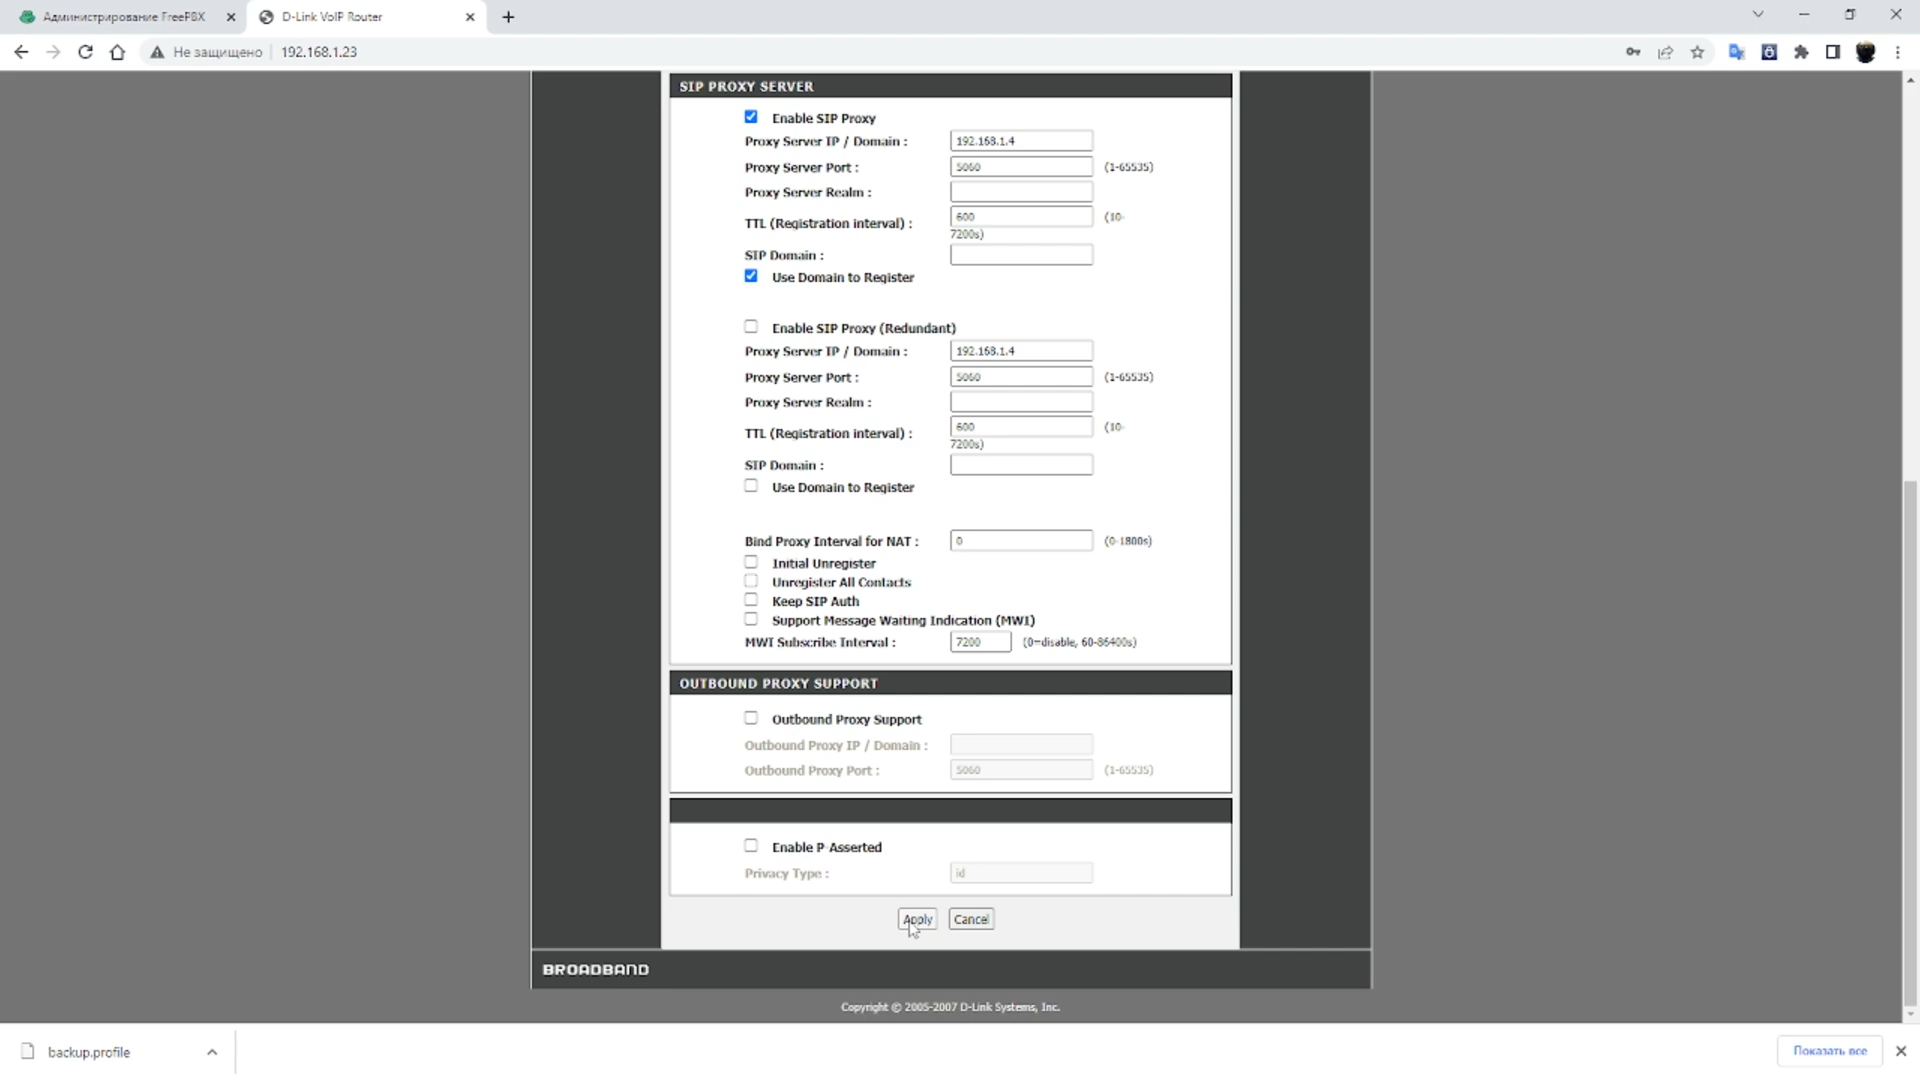 Администрирование FreePBX
D-Link VoIP Router
Не защищено
192.168.1.23
SIP PROXY SERVER
Enable SIP Proxy
Proxy Server IP / Domain : 192.168.1.4
Proxy Server Port : 5060 (1-65535)
Proxy Server Realm :
TTL (Registration interval) : 600 (10-
7200s)
SIP Domain :
Use Domain to Register
Enable SIP Proxy (Redundant)
Proxy Server IP / Domain : 192.168.1.4
Proxy Server Port : 5060 (1-65535)
Proxy Server Realm :
TTL (Registration interval) : 600 (10-
7200s)
SIP Domain :
Use Domain to Register
Bind Proxy Interval for NAT : 0 (0-1800s)
Initial Unregister
Unregister All Contacts
Keep SIP Auth
Support Message Waiting Indication (MWI)
MWI Subscribe Interval : 7200 (0=disable, 60-86400s)
OUTBOUND PROXY SUPPORT
Outbound Proxy Support
Outbound Proxy IP / Domain :
Outbound Proxy Port : 5060 (1-65535)
Enable P-Asserted
Privacy Type : id
Apply Cancel
BROADBAND
Copyright © 2005-2007 D-Link Systems, Inc.
backup.profile
Показать все